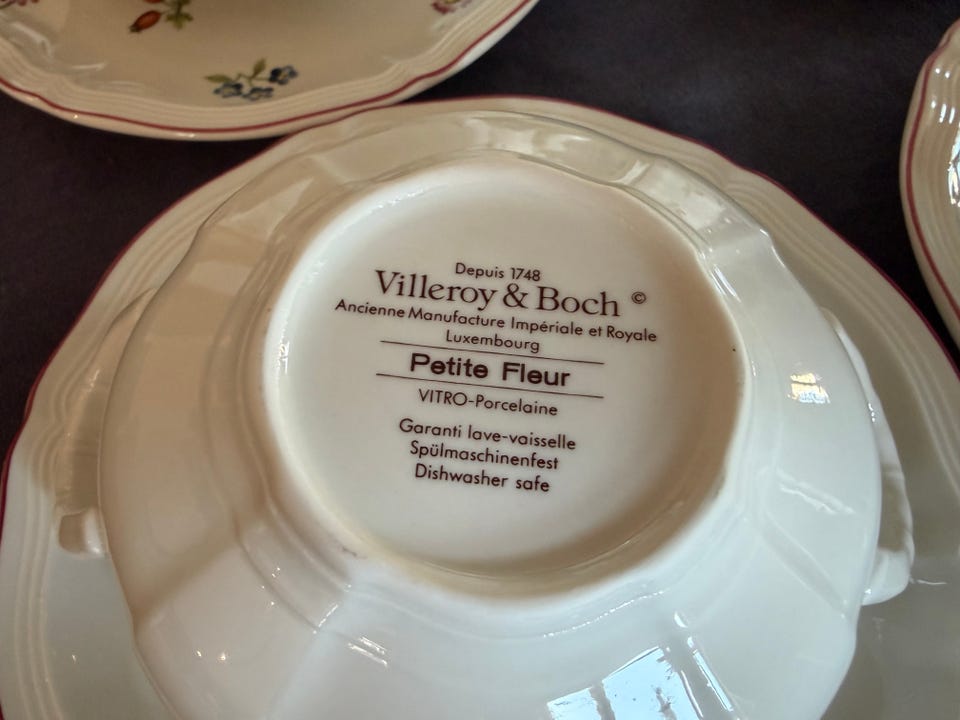 Depuis 1748
Villeroy & Boch ©
Ancienne Manufacture Impériale et Royale
Luxembourg
Petite Fleur
VITRO-Porcelaine
Garanti lave-vaisselle
Spülmaschinenfest
Dishwasher safe